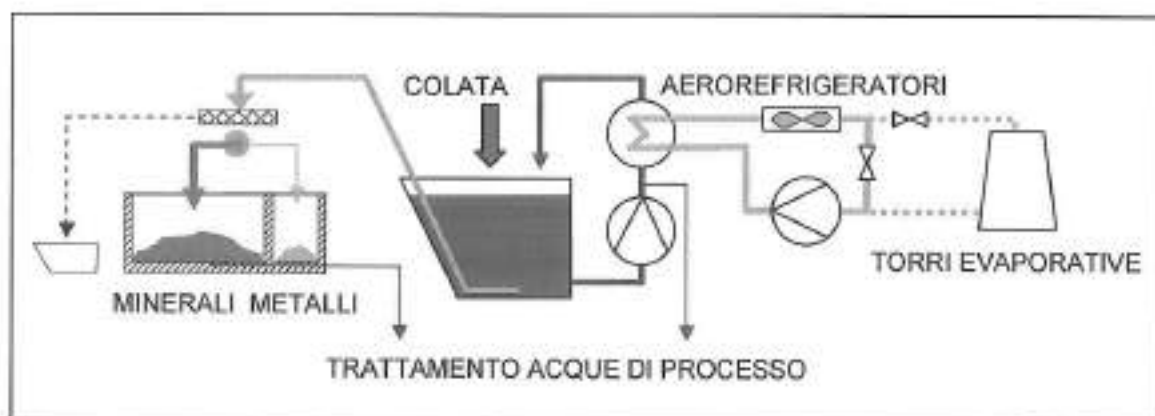 COLATA
AEROREFRIGERATORI
TORRI EVAPORATIVE
MINERALI METALLI
TRATTAMENTO ACQUE DI PROCESSO